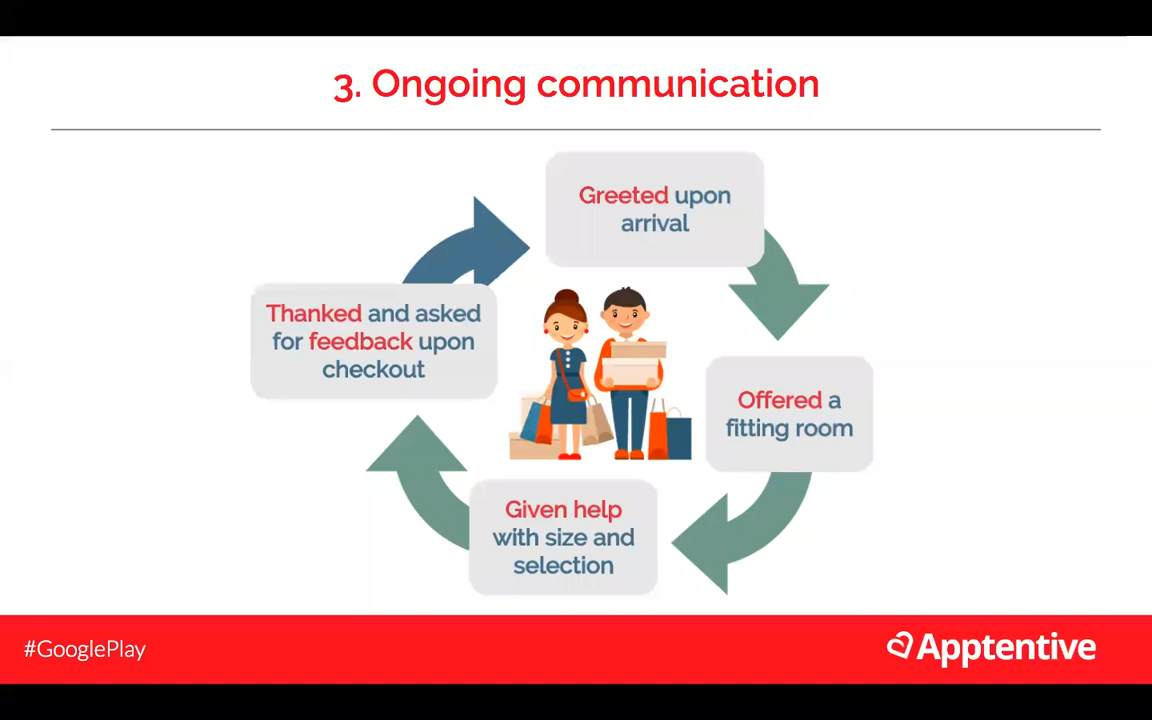 3. Ongoing communication
Greeted upon
arrival
Offered a
fitting room
Given help
with size and
selection
Thanked and asked
for feedback upon
checkout
#GooglePlay
Apptentive